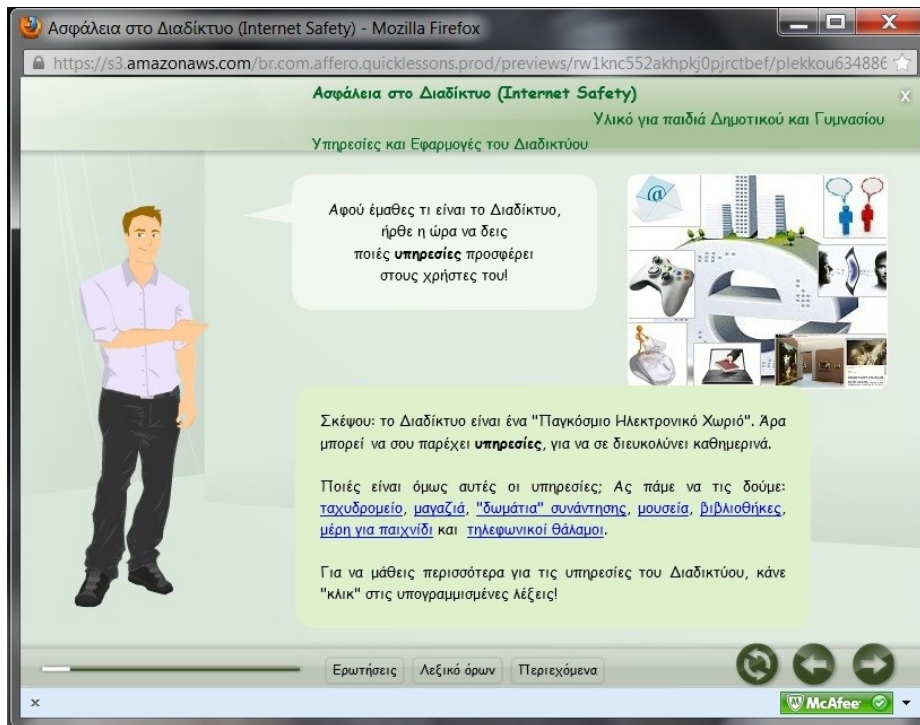 Ασφάλεια στο Διαδίκτυο (Internet Safety) - Mozilla Firefox
https://s3.amazonaws.com/br.com.affero.quicklessons.prod/previews/rw1knc552akhpkj0pjrctbef/plekkou634886
Ασφάλεια στο Διαδίκτυο (Internet Safety)
Υλικό για παιδιά Δημοτικού και Γυμνασίου
Υπηρεσίες και Εφαρμογές του Διαδικτύου
Αφού έμαθες τι είναι το Διαδίκτυο,
ήρθε η ώρα να δεις
ποιές υπηρεσίες προσφέρει
στους χρήστες του!
Σκέψου: το Διαδίκτυο είναι ένα "Παγκόσμιο Ηλεκτρονικό Χωριό". Άρα
μπορεί να σου παρέχει υπηρεσίες, για να σε διευκολύνει καθημερινά.
Ποιές είναι όμως αυτές οι υπηρεσίες; Ας πάμε να τις δούμε:
ταχυδρομείο, μαγαζιά, "δωμάτια" συνάντησης, μουσεία, βιβλιοθήκες,
μέρη για παιχνίδι και τηλεφωνικοί θάλαμοι.
Για να μάθεις περισσότερα για τις υπηρεσίες του Διαδικτύου, κάνε
"κλικ" στις υπογραμμισμένες λέξεις!
Ερωτήσεις Λεξικό όρων Περιεχόμενα
McAfee